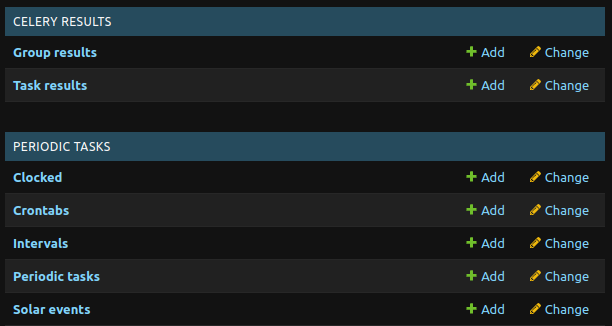 CELERY RESULTS
Group results Add Change
Task results Add Change
PERIODIC TASKS
Clocked Add Change
Crontabs Add Change
Intervals Add Change
Periodic tasks Add Change
Solar events Add Change